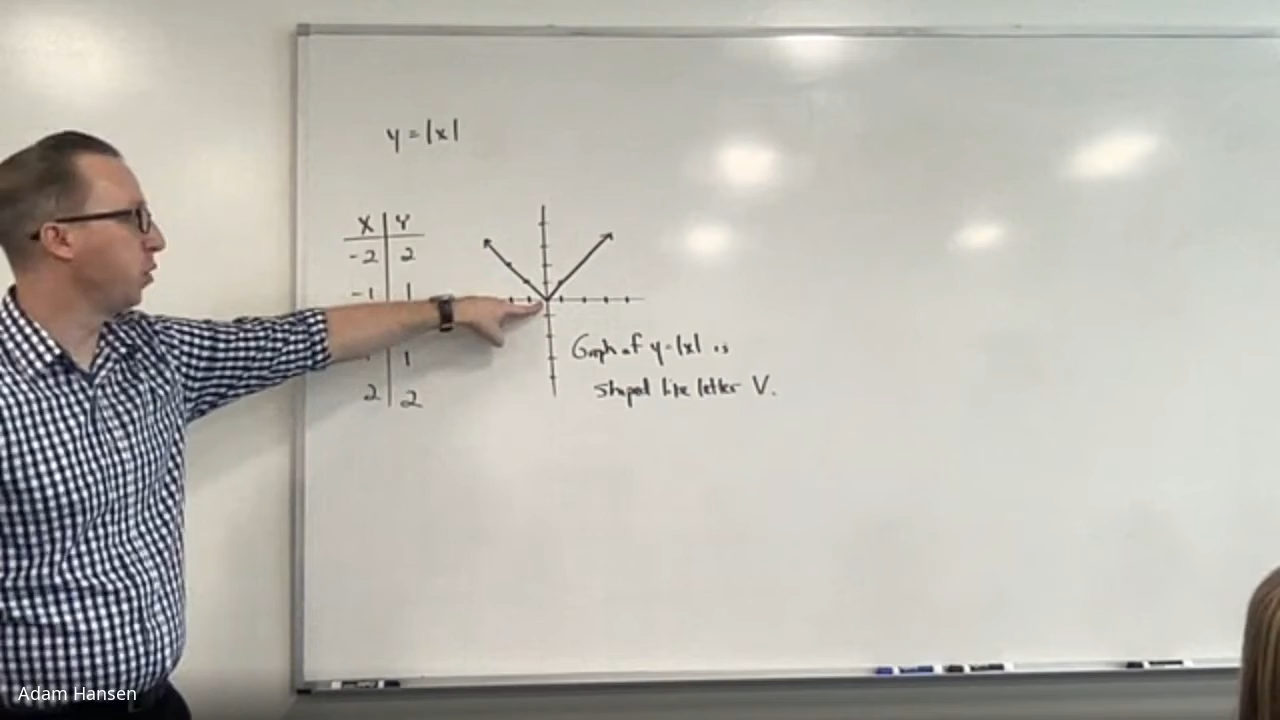 y = |x|
X Y
-2 2
-1 1
1
2 2
Graph of y = |x| is
shaped like letter V.
Adam Hansen